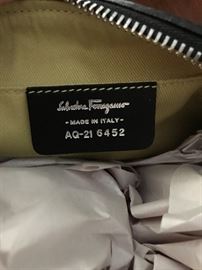 Salvatore Ferragamo
- MADE IN ITALY -
AQ-21 6452